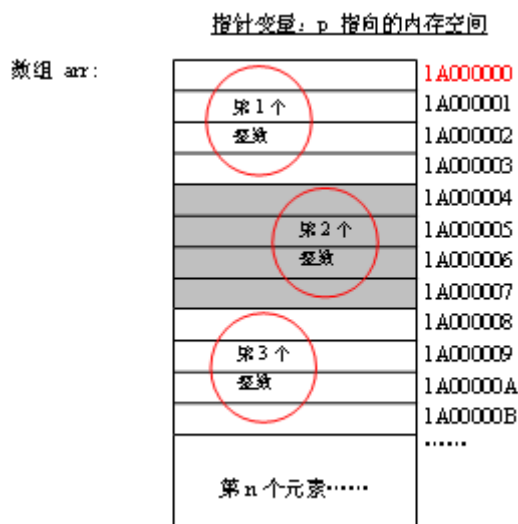 指针变量：p 指向的内存空间
数组 arr：
1A000000
1A000001
第1个
整数
1A000002
1A000003
1A000004
1A000005
第2个
整数
1A000006
1A000007
1A000008
1A000009
第3个
整数
1A00000A
1A00000B
……
第n个元素……